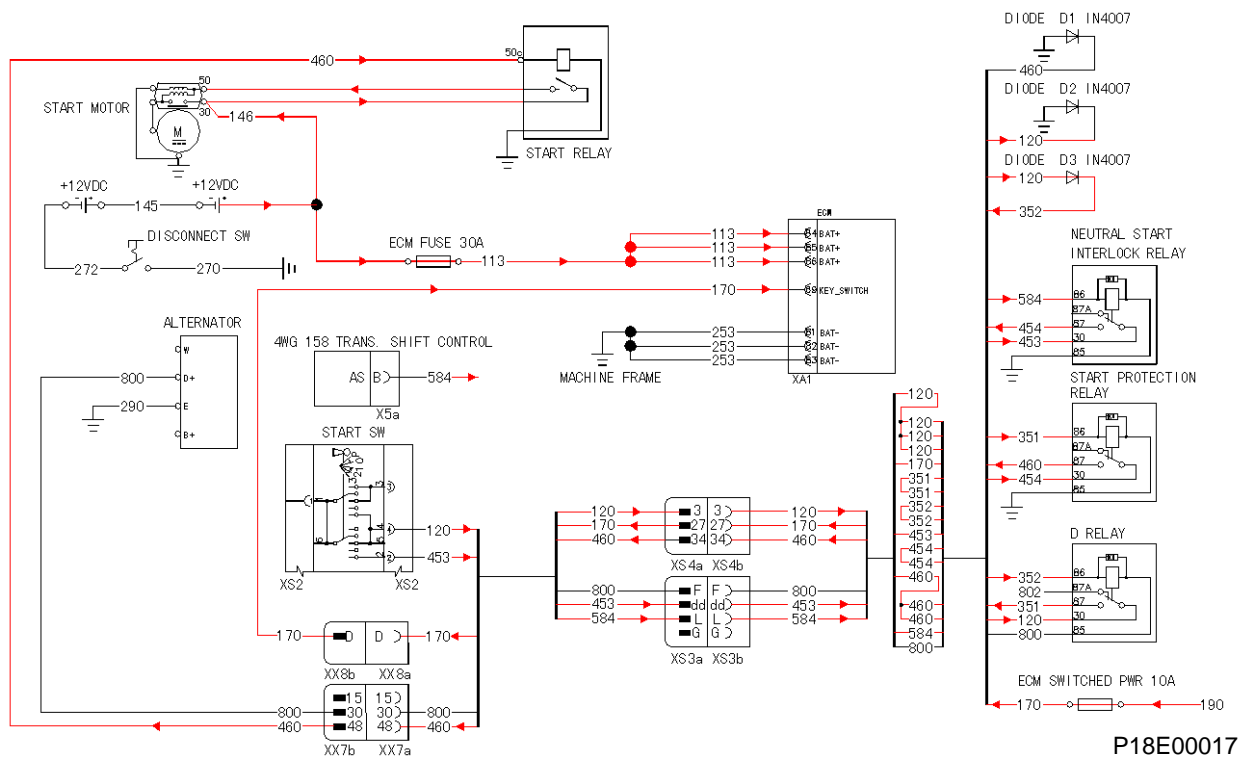 DIODE D1 IN4007
460
DIODE D2 IN4007
120
DIODE D3 IN4007
120
352
460
50c
START RELAY
START MOTOR
50
30
146
M
+12VDC
+12VDC
145
DISCONNECT SW
272
270
ECM FUSE 30A
113
ECM
113
BAT+
113
BAT+
113
BAT+
170
KEY_SWITCH
253
BAT-
253
BAT-
253
BAT-
XA1
MACHINE FRAME
NEUTRAL START
INTERLOCK RELAY
584
86
87A
454
87
453
30
85
START PROTECTION
RELAY
351
86
87A
460
87
454
30
85
D RELAY
352
86
802
87A
351
87
120
30
800
85
ECM SWITCHED PWR 10A
170
190
ALTERNATOR
W
800
D+
290
E
B+
4WG 158 TRANS. SHIFT CONTROL
AS
B
584
X5a
START SW
120
453
XS2
XS2
170
D
D
170
XX8b
XX8a
15
15
800
30
30
800
460
48
48
460
XX7b
XX7a
120
3
3
120
170
27
27
170
460
34
34
460
XS4a
XS4b
800
F
F
800
453
dd
dd
453
584
L
L
584
G
G
XS3a
XS3b
120
120
120
120
170
351
351
352
352
453
454
454
460
460
460
584
800
P18E00017